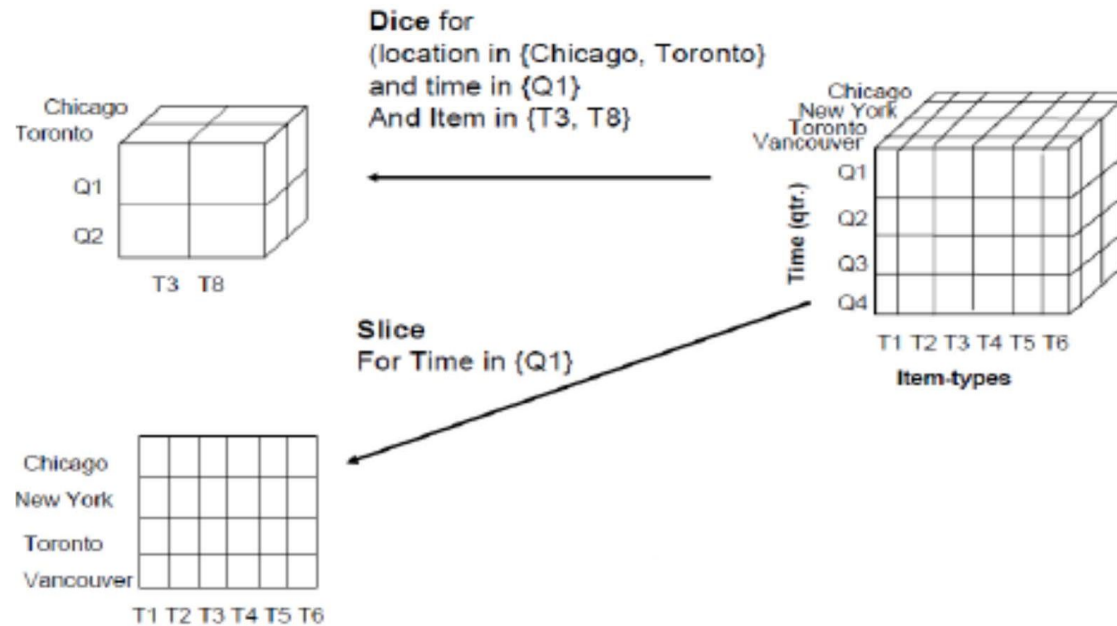 Dice for
(location in {Chicago, Toronto}
and time in {Q1}
And Item in {T3, T8}
Chicago
Toronto
Q1
Q2
T3 T8
Chicago
New York
Toronto
Vancouver
Time (qtr.)
Q1
Q2
Q3
Q4
T1 T2 T3 T4 T5 T6
Item-types
Slice
For Time in {Q1}
Chicago
New York
Toronto
Vancouver
T1 T2 T3 T4 T5 T6